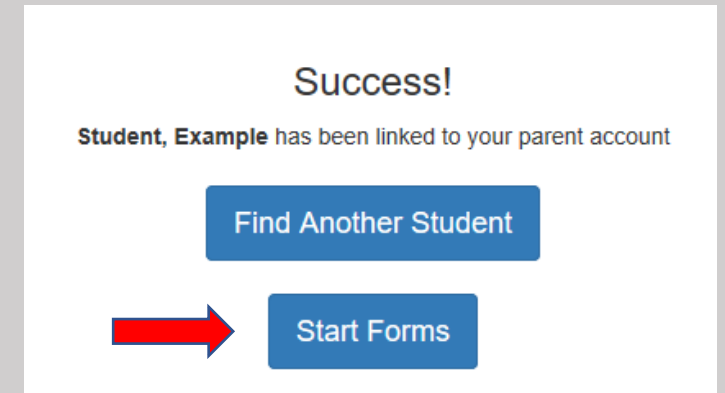 Success!
Student, Example has been linked to your parent account
Find Another Student
Start Forms